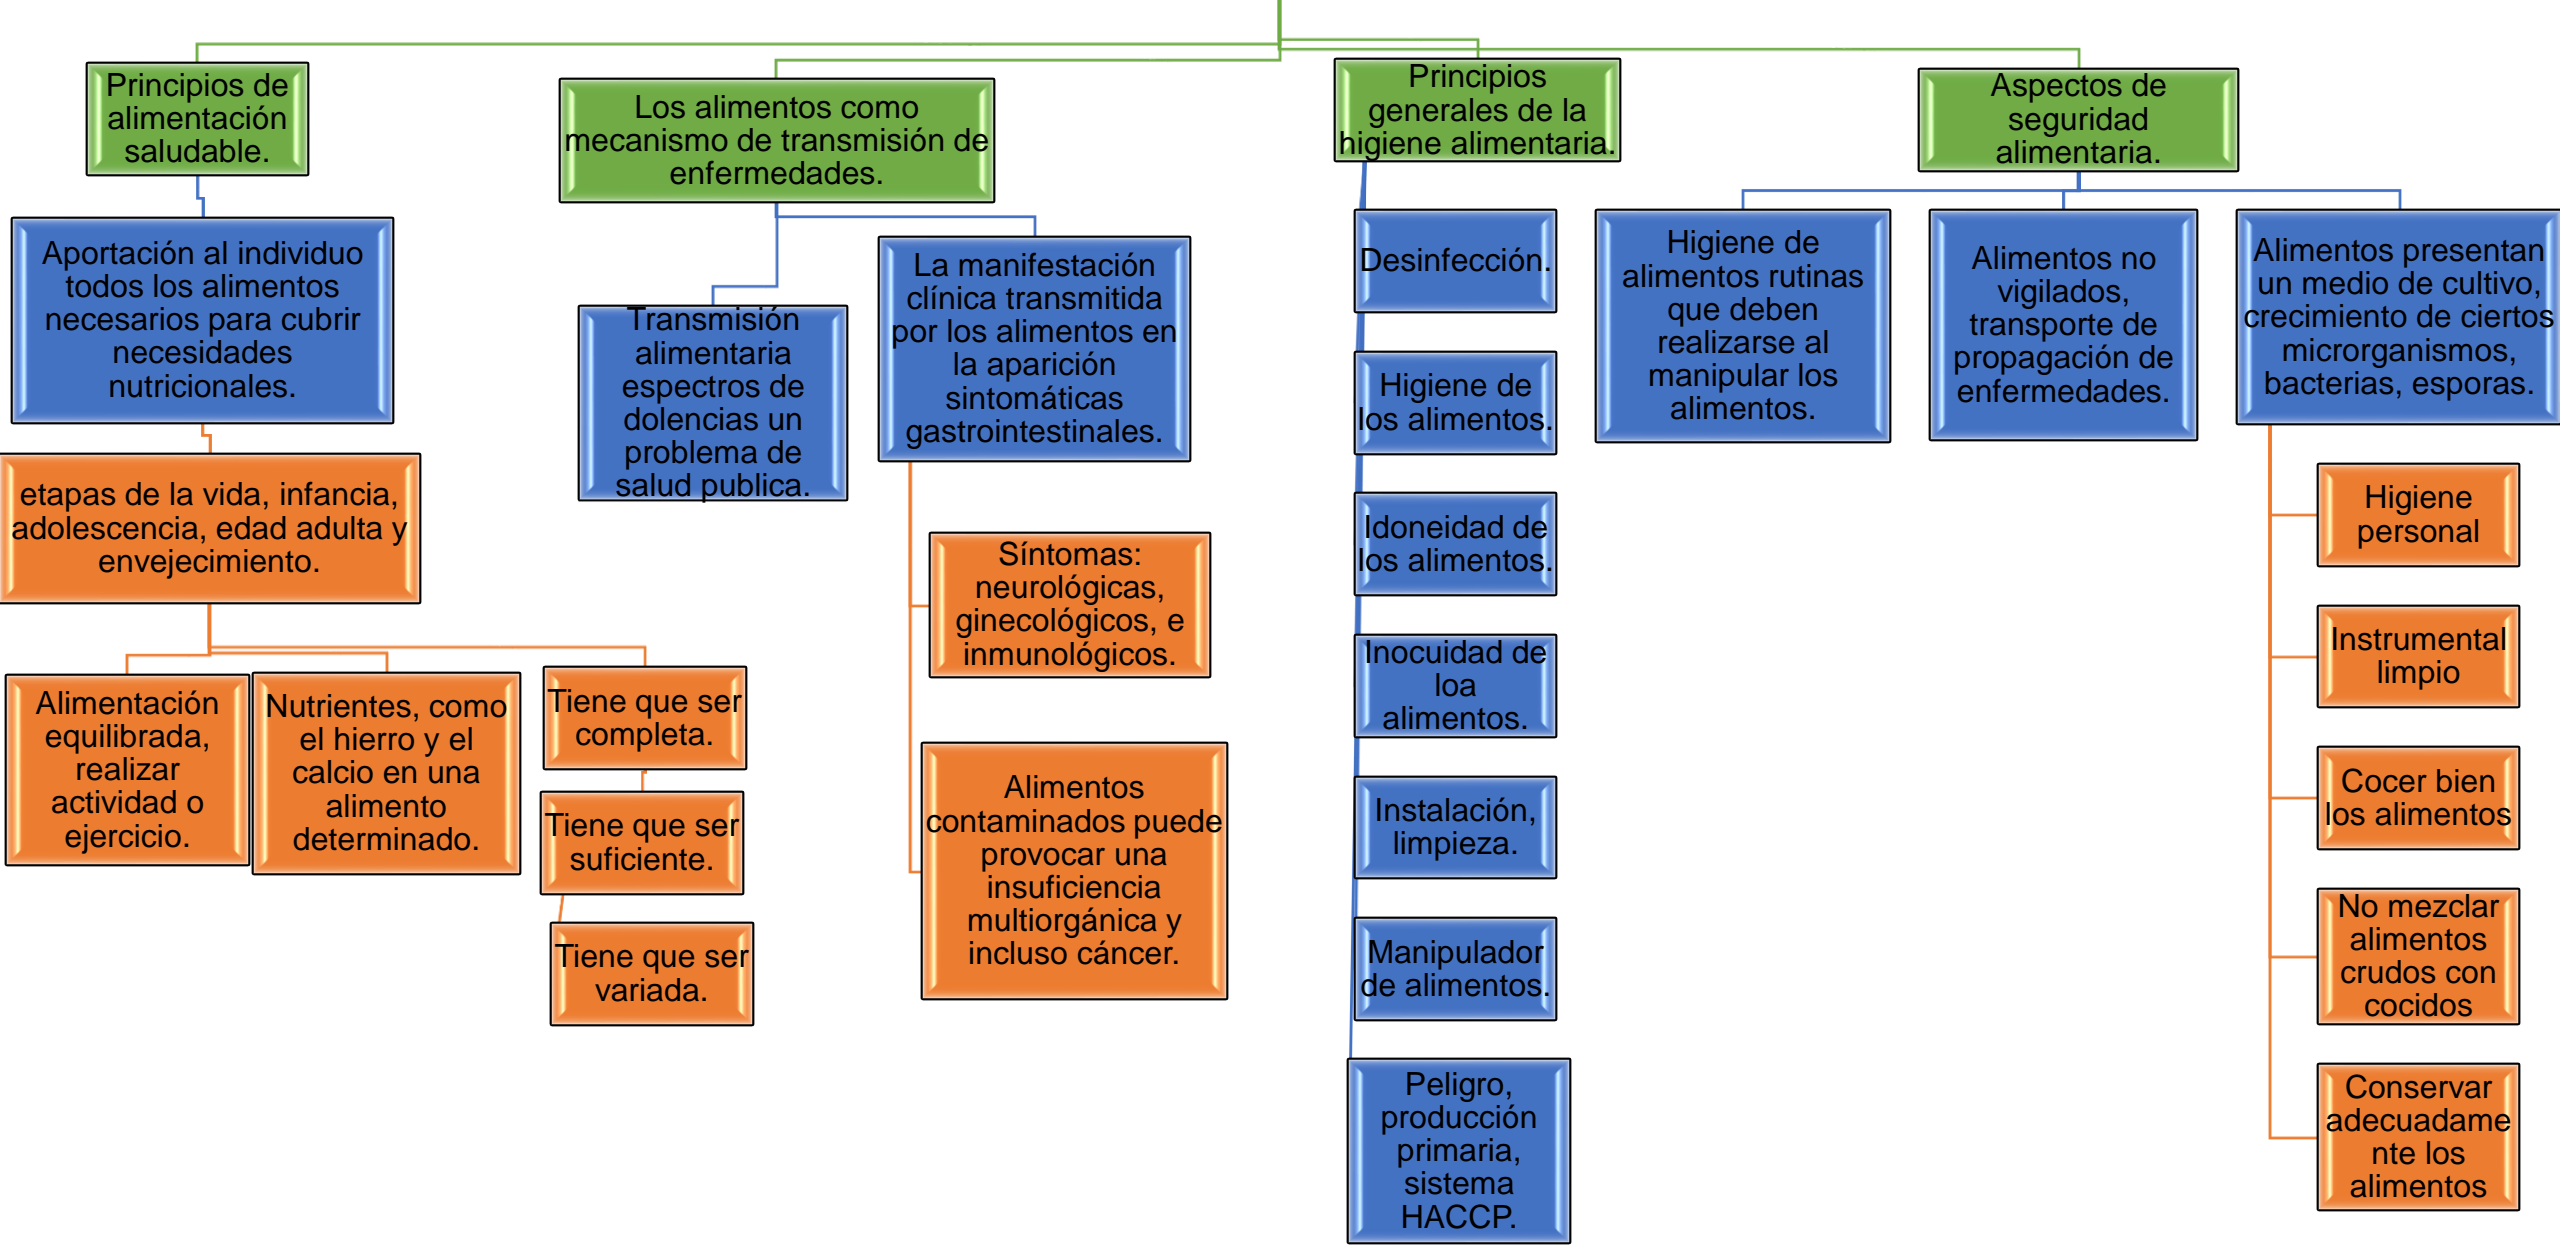 Principios de
alimentación
saludable.
Los alimentos como
mecanismo de transmisión de
enfermedades.
Principios
generales de la
higiene alimentaria.
Aspectos de
seguridad
alimentaria.
Aportación al individuo
todos los alimentos
necesarios para cubrir
necesidades
nutricionales.
etapas de la vida, infancia,
adolescencia, edad adulta y
envejecimiento.
Alimentación
equilibrada,
realizar
actividad o
ejercicio.
Nutrientes, como
el hierro y el
calcio en una
alimento
determinado.
Tiene que ser
completa.
Tiene que ser
suficiente.
Tiene que ser
variada.
Transmisión
alimentaria
espectros de
dolencias un
problema de
salud publica.
La manifestación
clínica transmitida
por los alimentos en
la aparición
sintomáticas
gastrointestinales.
Síntomas:
neurológicas,
ginecológicos, e
inmunológicos.
Alimentos
contaminados puede
provocar una
insuficiencia
multiorgánica y
incluso cáncer.
Desinfección.
Higiene de
los alimentos.
Idoneidad de
los alimentos.
Inocuidad de
loa
alimentos.
Instalación,
limpieza.
Manipulador
de alimentos.
Peligro,
producción
primaria,
sistema
HACCP.
Higiene de
alimentos rutinas
que deben
realizarse al
manipular los
alimentos.
Alimentos no
vigilados,
transporte de
propagación de
enfermedades.
Alimentos presentan
un medio de cultivo,
crecimiento de ciertos
microrganismos,
bacterias, esporas.
Higiene
personal
Instrumental
limpio
Cocer bien
los alimentos
No mezclar
alimentos
crudos con
cocidos
Conservar
adecuadame
nte los
alimentos